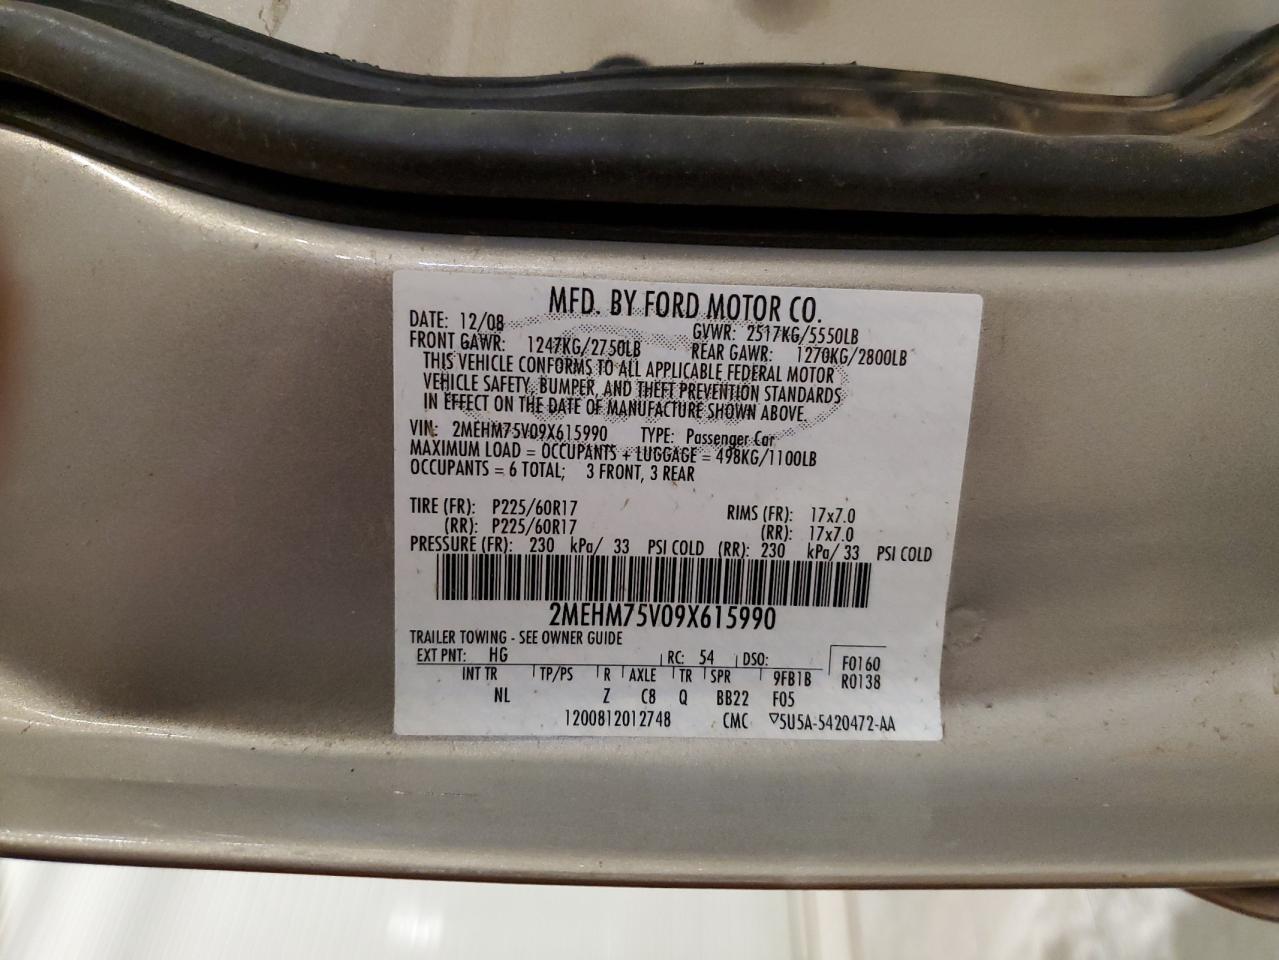 MFD. BY FORD MOTOR CO.
DATE: 12/08 GVWR: 2517KG/5550LB
FRONT GAWR: 1247KG/2750LB REAR GAWR: 1270KG/2800LB
THIS VEHICLE CONFORMS TO ALL APPLICABLE FEDERAL MOTOR
VEHICLE SAFETY, BUMPER, AND THEFT PREVENTION STANDARDS
IN EFFECT ON THE DATE OF MANUFACTURE SHOWN ABOVE.
VIN: 2MEHM75V09X615990 TYPE: Passenger Car
MAXIMUM LOAD = OCCUPANTS + LUGGAGE = 498KG/1100LB
OCCUPANTS = 6 TOTAL; 3 FRONT, 3 REAR
TIRE (FR): P225/60R17 RIMS (FR): 17x7.0
(RR): P225/60R17 (RR): 17x7.0
PRESSURE (FR): 230 kPa/ 33 PSI COLD (RR): 230 kPa/ 33 PSI COLD
2MEHM75V09X615990
TRAILER TOWING - SEE OWNER GUIDE
EXT PNT: HG RC: 54 DSO: F0160
INT TR TP/PS R AXLE TR SPR 9FB1B R0138
NL Z C8 Q BB22 F05
1200812012748 CMC ▽5U5A-5420472-AA